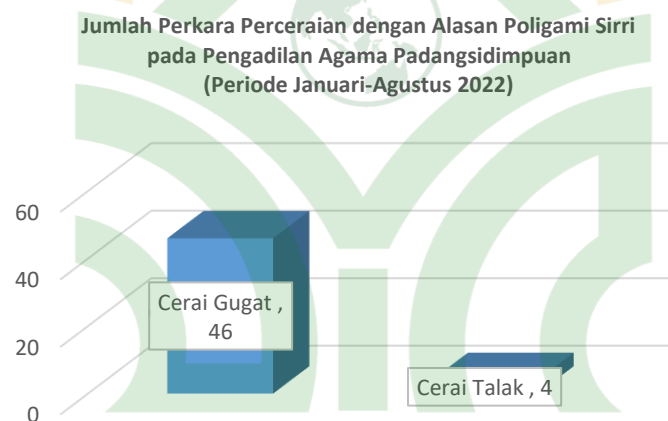 Jumlah Perkara Perceraian dengan Alasan Poligami Sirri
pada Pengadilan Agama Padangsidimpuan
(Periode Januari-Agustus 2022)
60
40
20
0
Cerai Gugat ,
46
Cerai Talak , 4